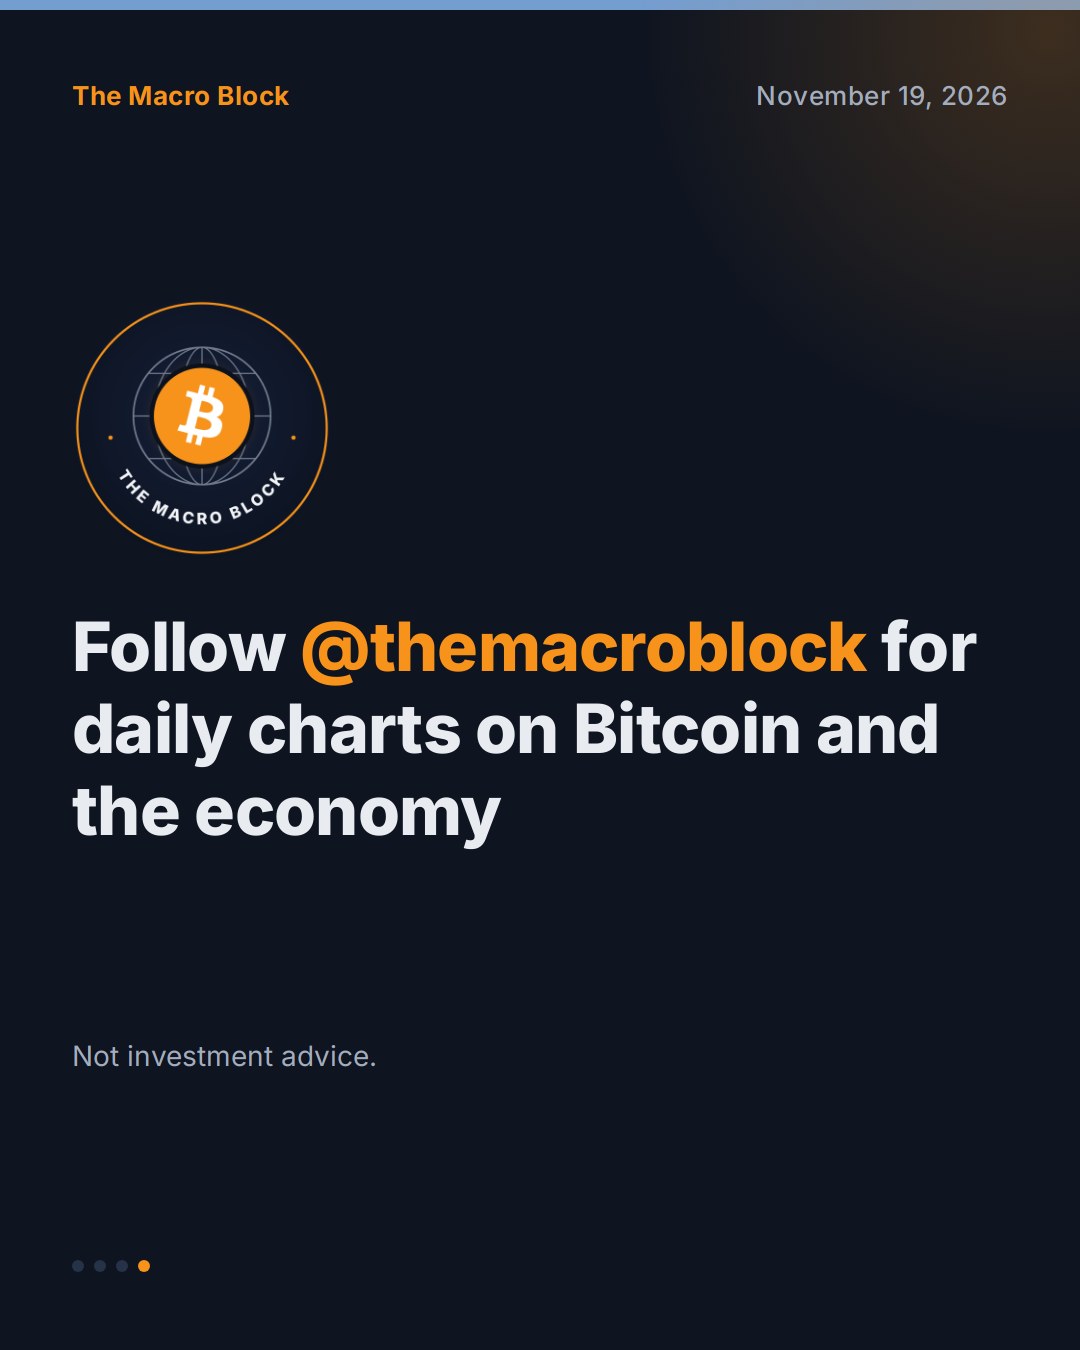 The Macro Block
November 19, 2026
THE MACRO BLOCK
Follow @themacroblock for
daily charts on Bitcoin and
the economy
Not investment advice.